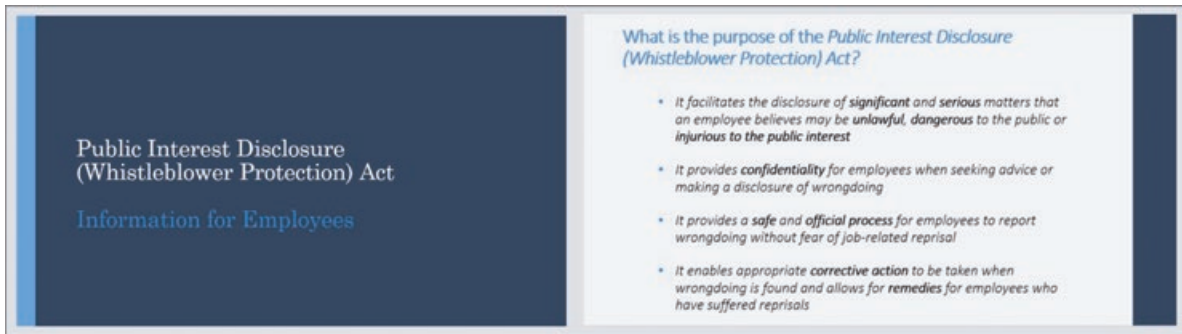 Public Interest Disclosure
(Whistleblower Protection) Act
Information for Employees
What is the purpose of the Public Interest Disclosure
(Whistleblower Protection) Act?
• It facilitates the disclosure of significant and serious matters that
an employee believes may be unlawful, dangerous to the public or
injurious to the public interest
• It provides confidentiality for employees when seeking advice or
making a disclosure of wrongdoing
• It provides a safe and official process for employees to report
wrongdoing without fear of job-related reprisal
• It enables appropriate corrective action to be taken when
wrongdoing is found and allows for remedies for employees who
have suffered reprisals